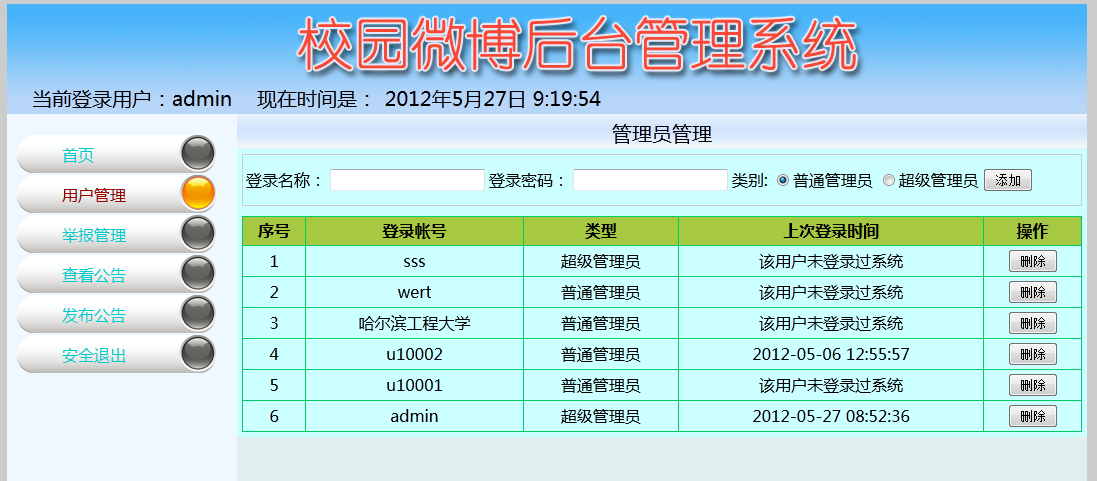 校园微博后台管理系统
当前登录用户：admin 现在时间是： 2012年5月27日 9:19:54
首页
用户管理
举报管理
查看公告
发布公告
安全退出
管理员管理
登录名称： 登录密码： 类别: 普通管理员 超级管理员 添加
序号 登录帐号 类型 上次登录时间 操作
1 sss 超级管理员 该用户未登录过系统 删除
2 wert 普通管理员 该用户未登录过系统 删除
3 哈尔滨工程大学 普通管理员 该用户未登录过系统 删除
4 u10002 普通管理员 2012-05-06 12:55:57 删除
5 u10001 普通管理员 该用户未登录过系统 删除
6 admin 超级管理员 2012-05-27 08:52:36 删除